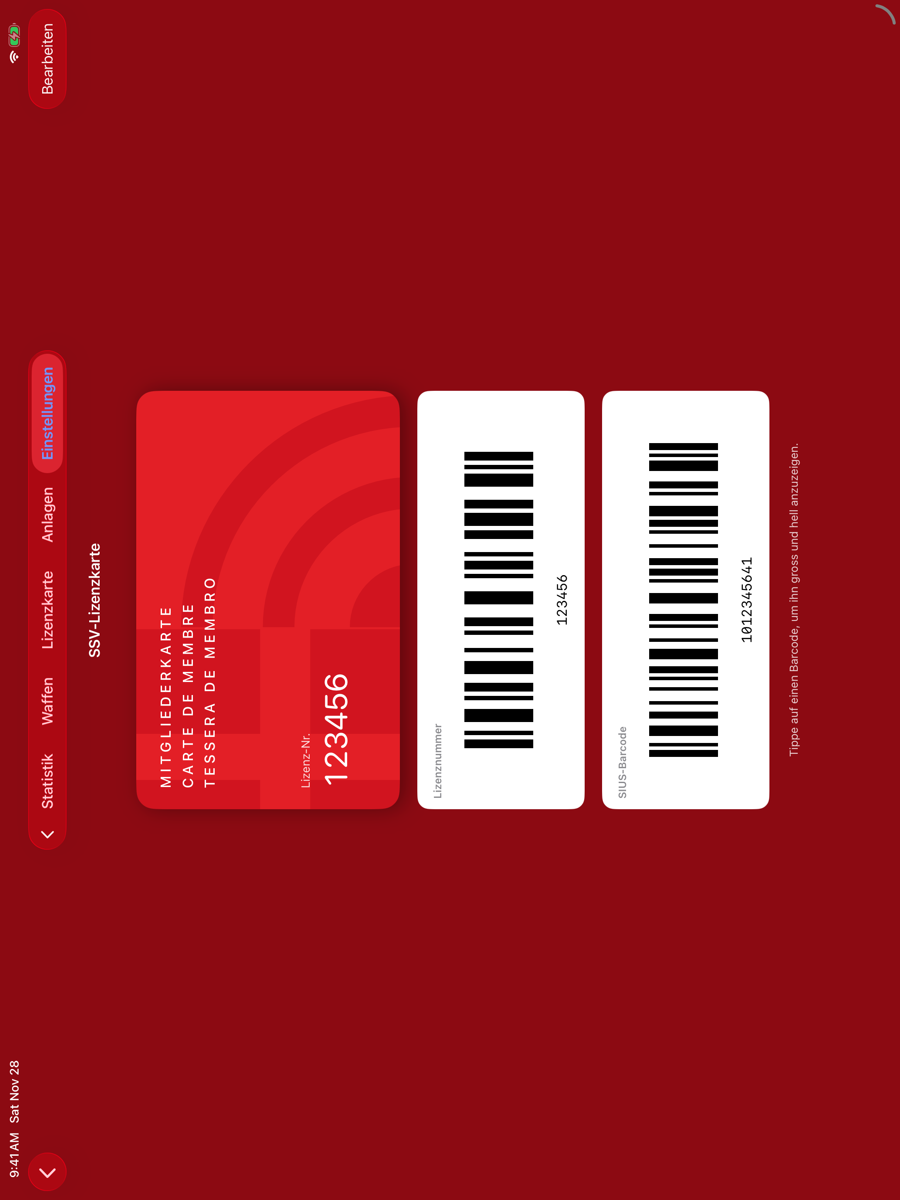 9:41 AM Sat Nov 28
Statistik Waffen Lizenzkarte Anlagen Einstellungen
Bearbeiten
SSV-Lizenzkarte
MITGLIEDERKARTE
CARTE DE MEMBRE
TESSERA DE MEMBRO
Lizenz-Nr.
123456
Lizenznummer
123456
SIUS-Barcode
1012345641
Tippe auf einen Barcode, um ihn gross und hell anzuzeigen.